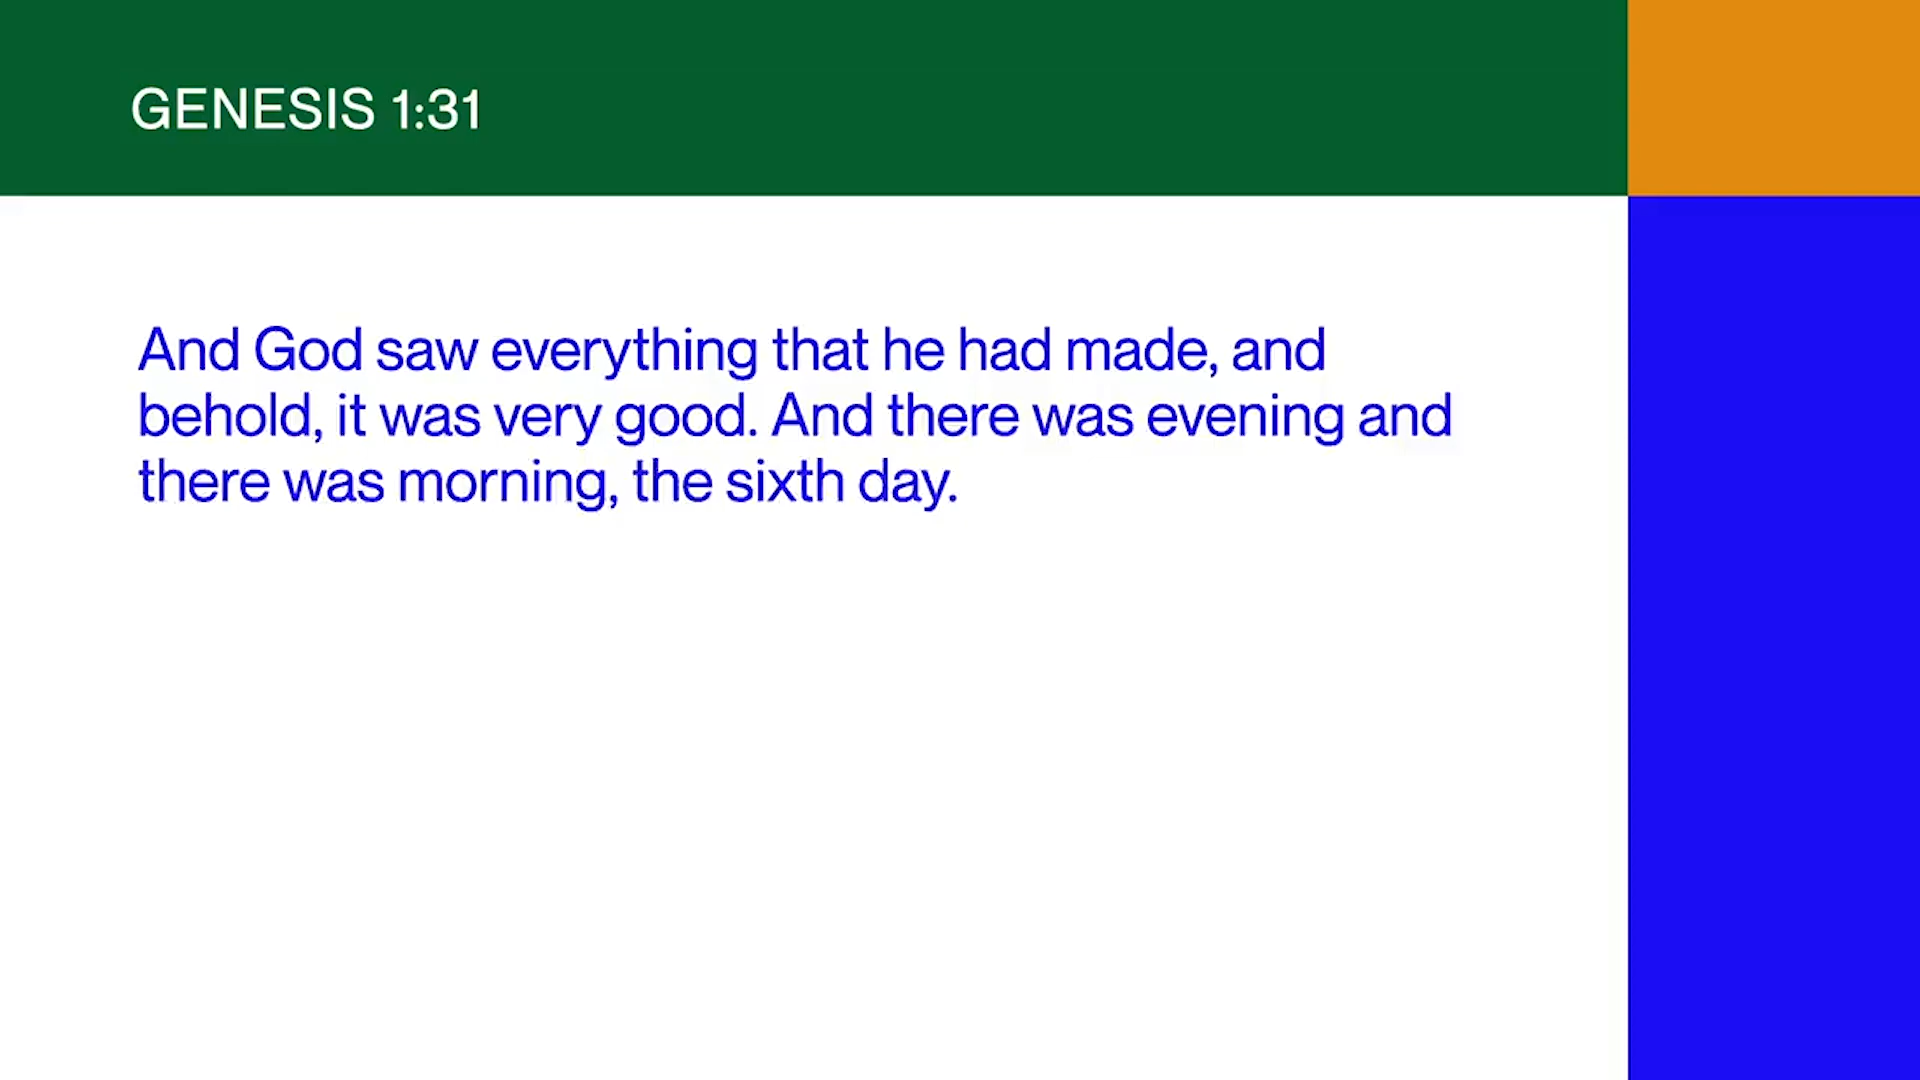 GENESIS 1:31
And God saw everything that he had made, and
behold, it was very good. And there was evening and
there was morning, the sixth day.